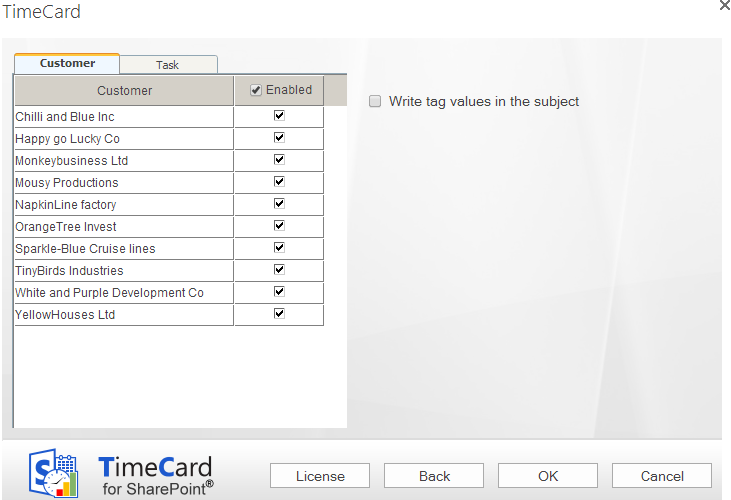 TimeCard
Customer Task
Customer Enabled
Write tag values in the subject
Chilli and Blue Inc
Happy go Lucky Co
Monkeybusiness Ltd
Mousy Productions
NapkinLine factory
OrangeTree Invest
Sparkle-Blue Cruise lines
TinyBirds Industries
White and Purple Development Co
YellowHouses Ltd
S
TimeCard
for SharePoint®
License Back OK Cancel